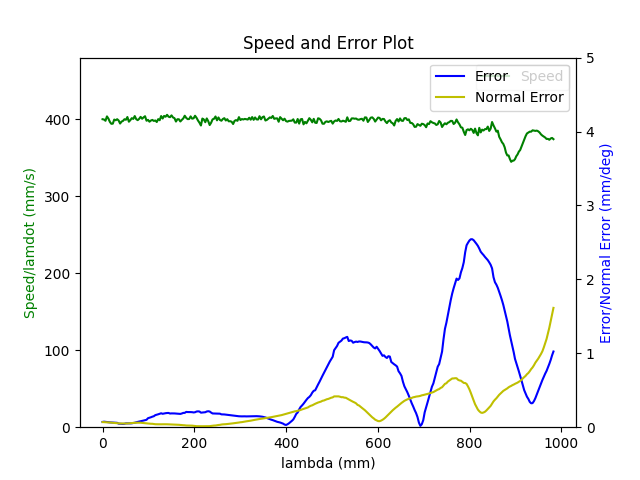 Speed and Error Plot
Speed/lamdot (mm/s)
0
100
200
300
400
Error
Speed
Normal Error
0
1
2
3
4
5
Error/Normal Error (mm/deg)
0
200
400
600
800
1000
lambda (mm)